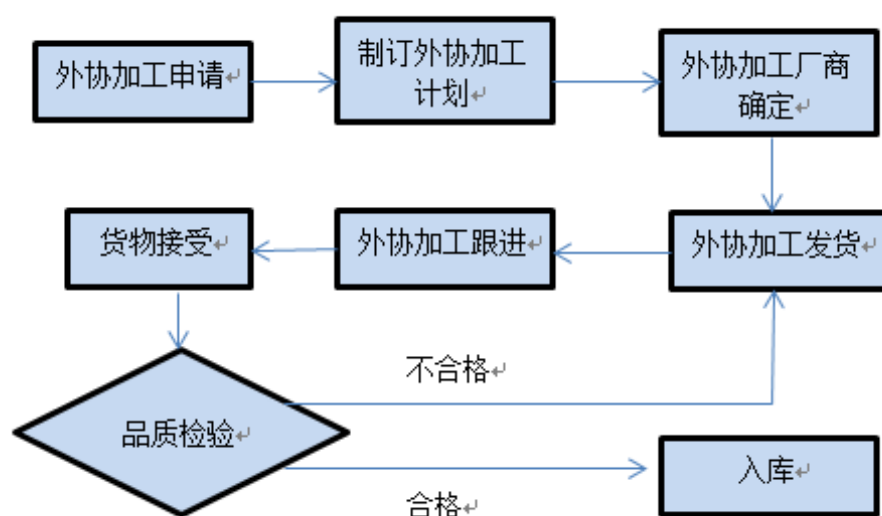 外协加工申请
制订外协加工
计划
外协加工厂商
确定
货物接受
外协加工跟进
外协加工发货
不合格
品质检验
入库
合格